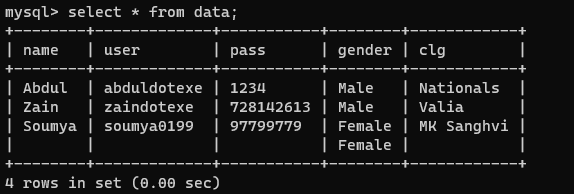 mysql> select * from data;
+--------+-------------+-----------+--------+------------+
| name   | user        | pass      | gender | clg        |
+--------+-------------+-----------+--------+------------+
| Abdul  | abduldotexe | 1234      | Male   | Nationals  |
| Zain   | zaindotexe  | 728142613 | Male   | Valia      |
| Soumya | soumya0199  | 97799779  | Female | MK Sanghvi |
|        |             |           | Female |            |
+--------+-------------+-----------+--------+------------+
4 rows in set (0.00 sec)